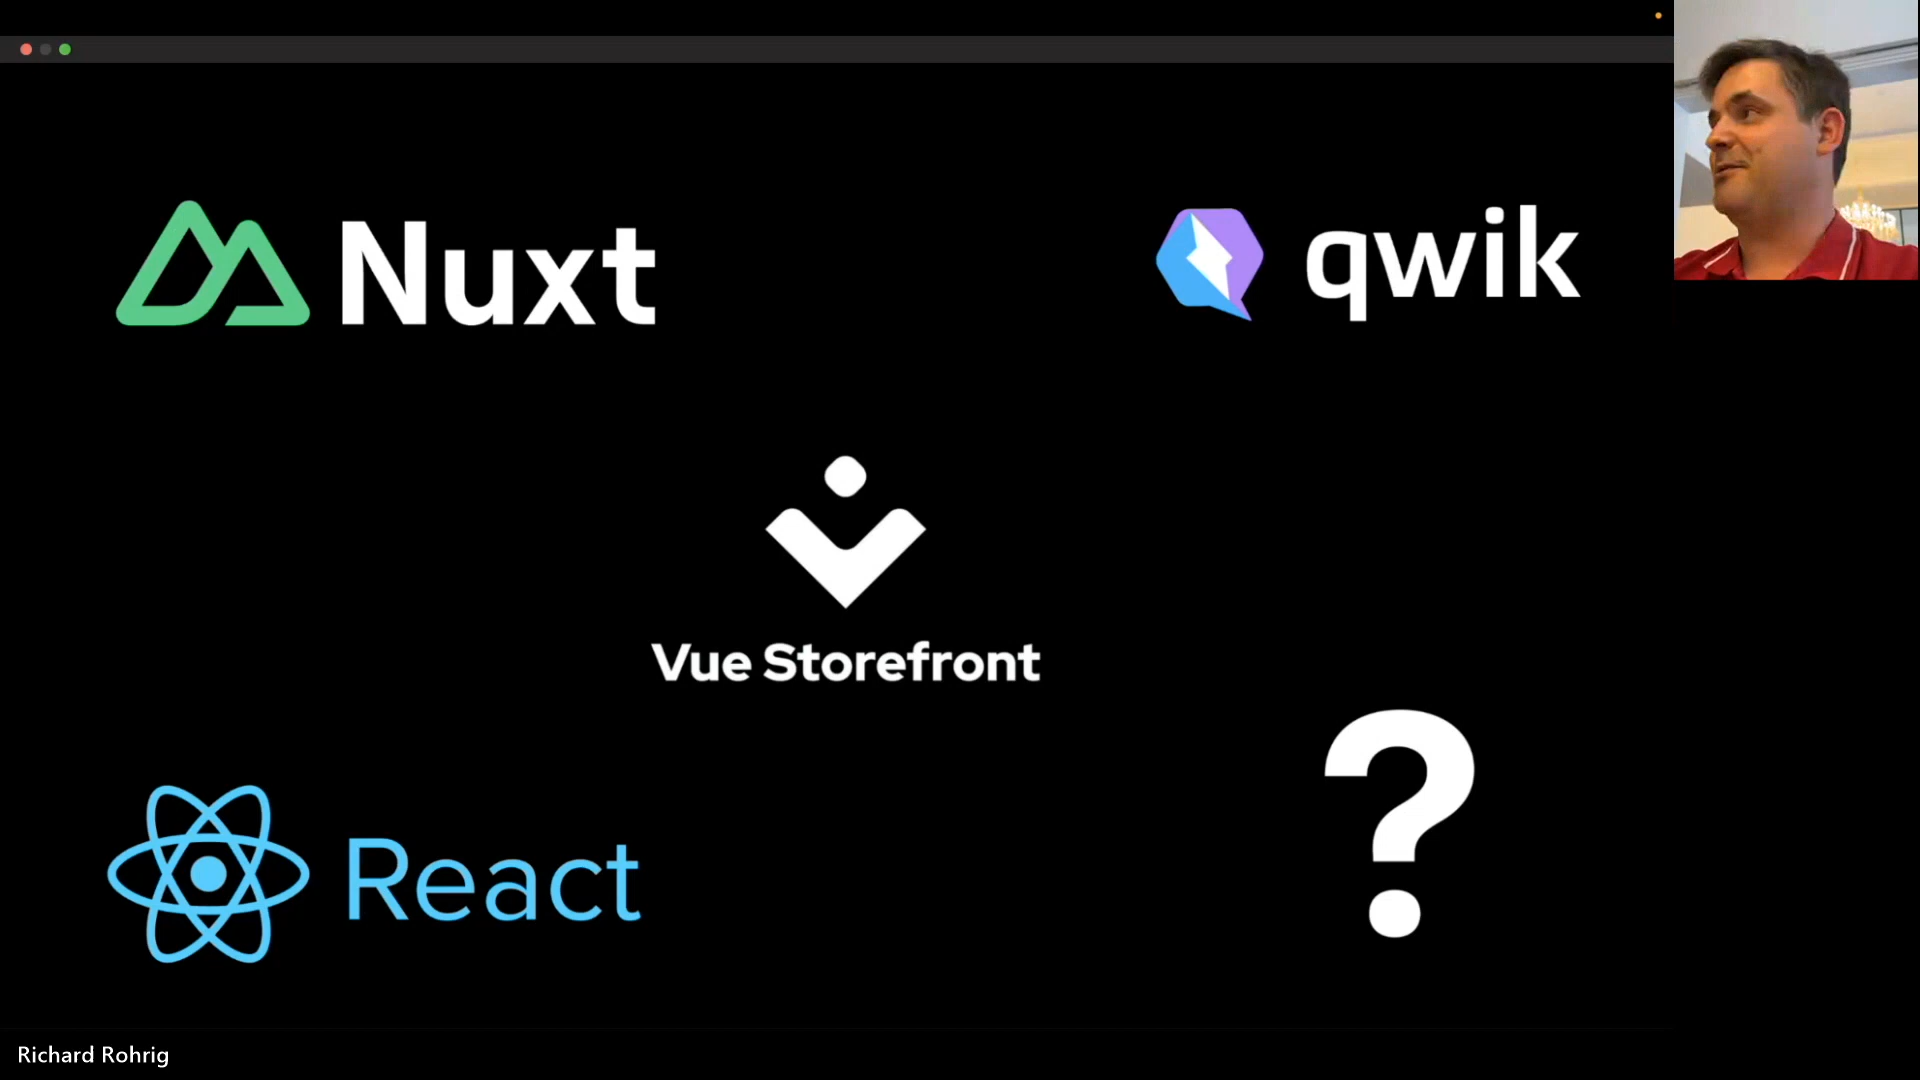 Nuxt
qwik
Vue Storefront
React
?
Richard Rohrig